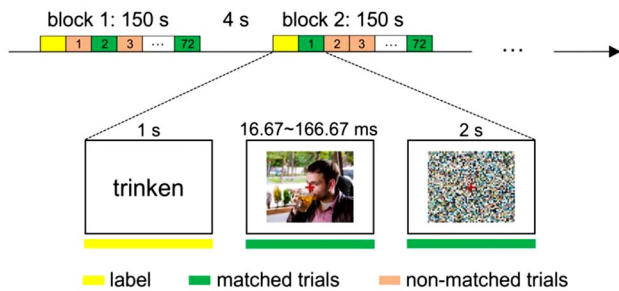 block 1: 150 s 4 s block 2: 150 s
1 2 3 ... 72 1 2 3 ... 72 ...
1 s 16.67~166.67 ms 2 s
trinken
label matched trials non-matched trials